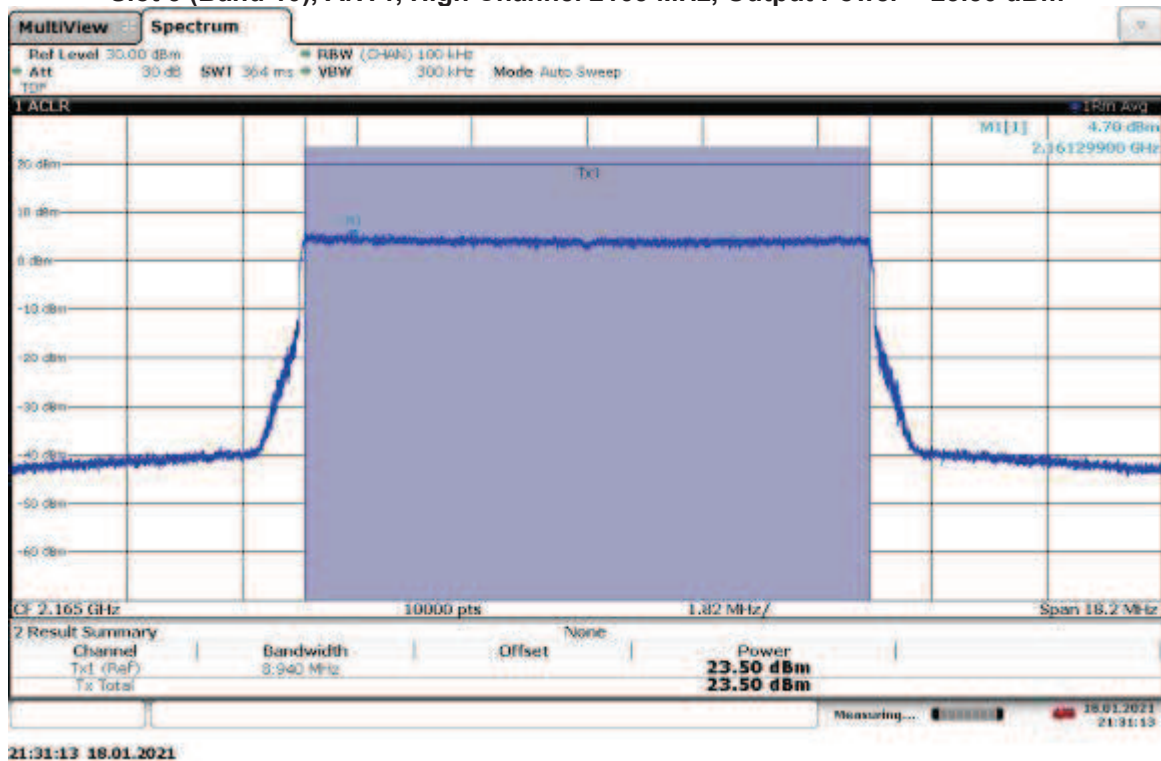 MultiView Spectrum
Ref Level 30.00 dBm RBW (CHAN) 100 kHz
Att 30 dB SWT 364 ms VBW 300 kHz Mode Auto Sweep
TDF
1 ACLR 1Rm Avg
M1[1] 4.70 dBm
2.16129900 GHz
20 dBm
Tx1
10 dBm
M1
0 dBm
-10 dBm
-20 dBm
-30 dBm
-40 dBm
-50 dBm
-60 dBm
CF 2.165 GHz 10000 pts 1.82 MHz/ Span 18.2 MHz
2 Result Summary None
Channel Bandwidth Offset Power
Tx1 (Ref) 8.940 MHz 23.50 dBm
Tx Total 23.50 dBm
Measuring... 18.01.2021
21:31:13
21:31:13 18.01.2021